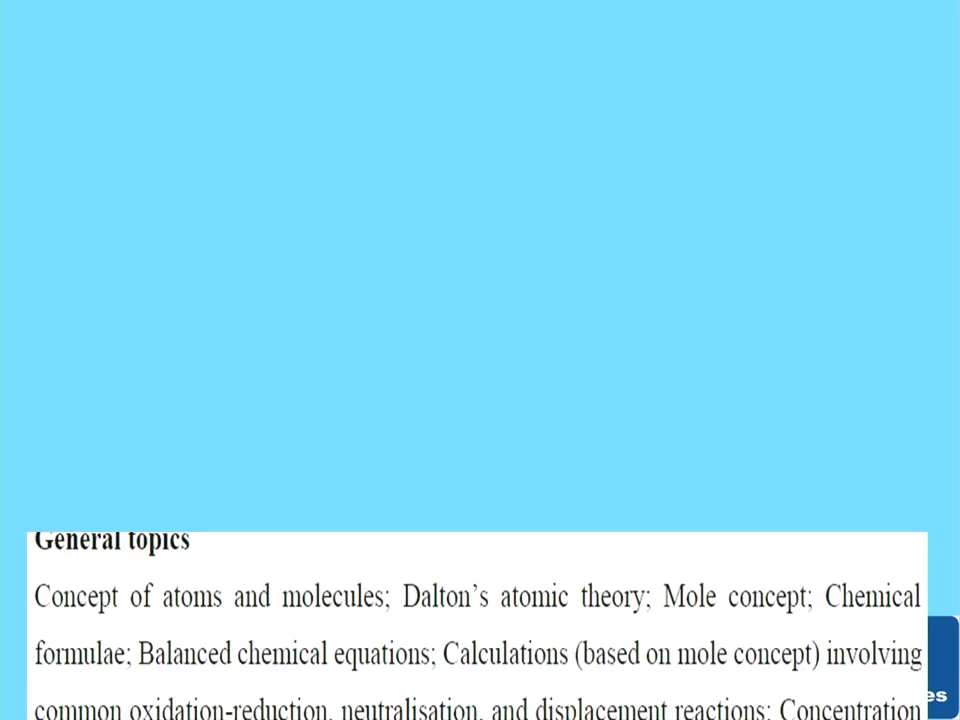 General topics
Concept of atoms and molecules; Dalton's atomic theory; Mole concept; Chemical
formulae; Balanced chemical equations; Calculations (based on mole concept) involving
common oxidation-reduction, neutralisation, and displacement reactions; Concentration
es